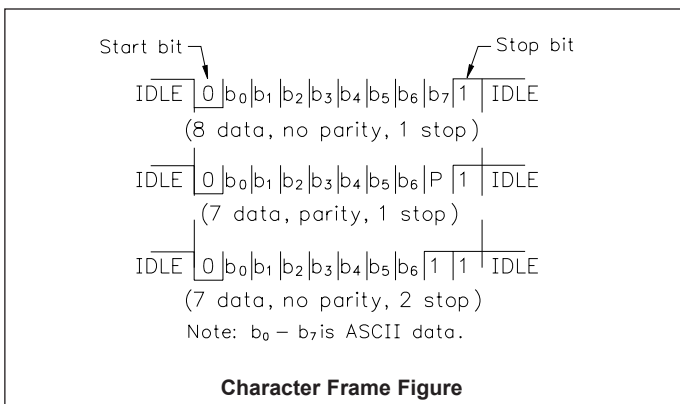 Start bit Stop bit
IDLE 0 b₀ b₁ b₂ b₃ b₄ b₅ b₆ b₇ 1 IDLE
(8 data, no parity, 1 stop)
IDLE 0 b₀ b₁ b₂ b₃ b₄ b₅ b₆ P 1 IDLE
(7 data, parity, 1 stop)
IDLE 0 b₀ b₁ b₂ b₃ b₄ b₅ b₆ 1 1 IDLE
(7 data, no parity, 2 stop)
Note: b₀ – b₇ is ASCII data.
Character Frame Figure